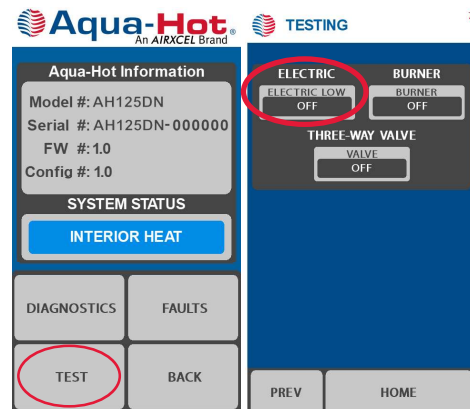 Aqua-Hot®
An AIRXCEL Brand
Aqua-Hot Information
Model #: AH125DN
Serial #: AH125DN-000000
FW #: 1.0
Config #: 1.0
SYSTEM STATUS
INTERIOR HEAT
DIAGNOSTICS
FAULTS
TEST
BACK
TESTING
ELECTRIC
BURNER
ELECTRIC LOW
OFF
BURNER
OFF
THREE-WAY VALVE
VALVE
OFF
PREV
HOME